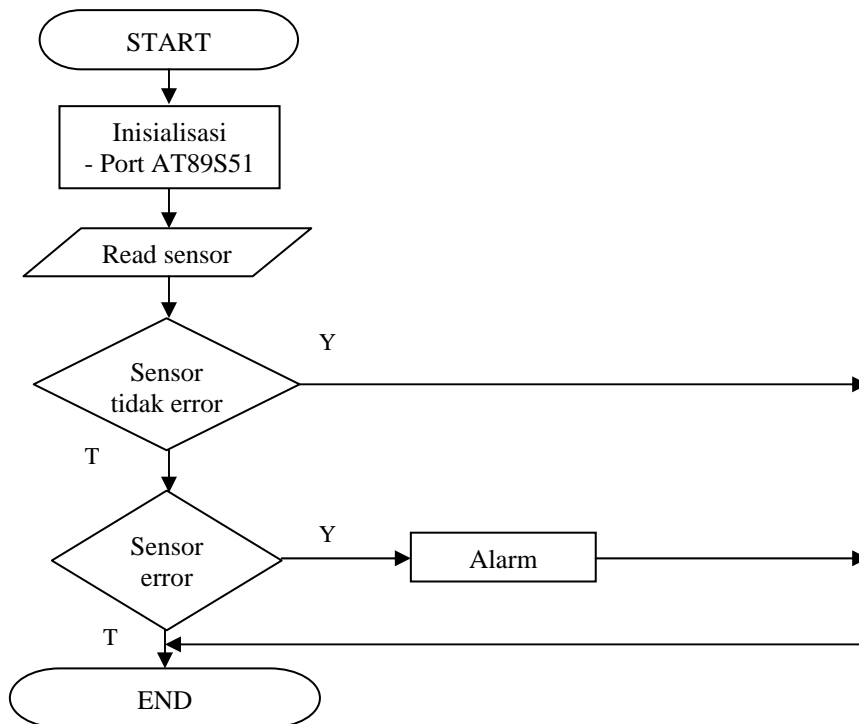 START
Inisialisasi
- Port AT89S51
Read sensor
Y
Sensor
tidak error
T
Y
Sensor
error
Alarm
T
END